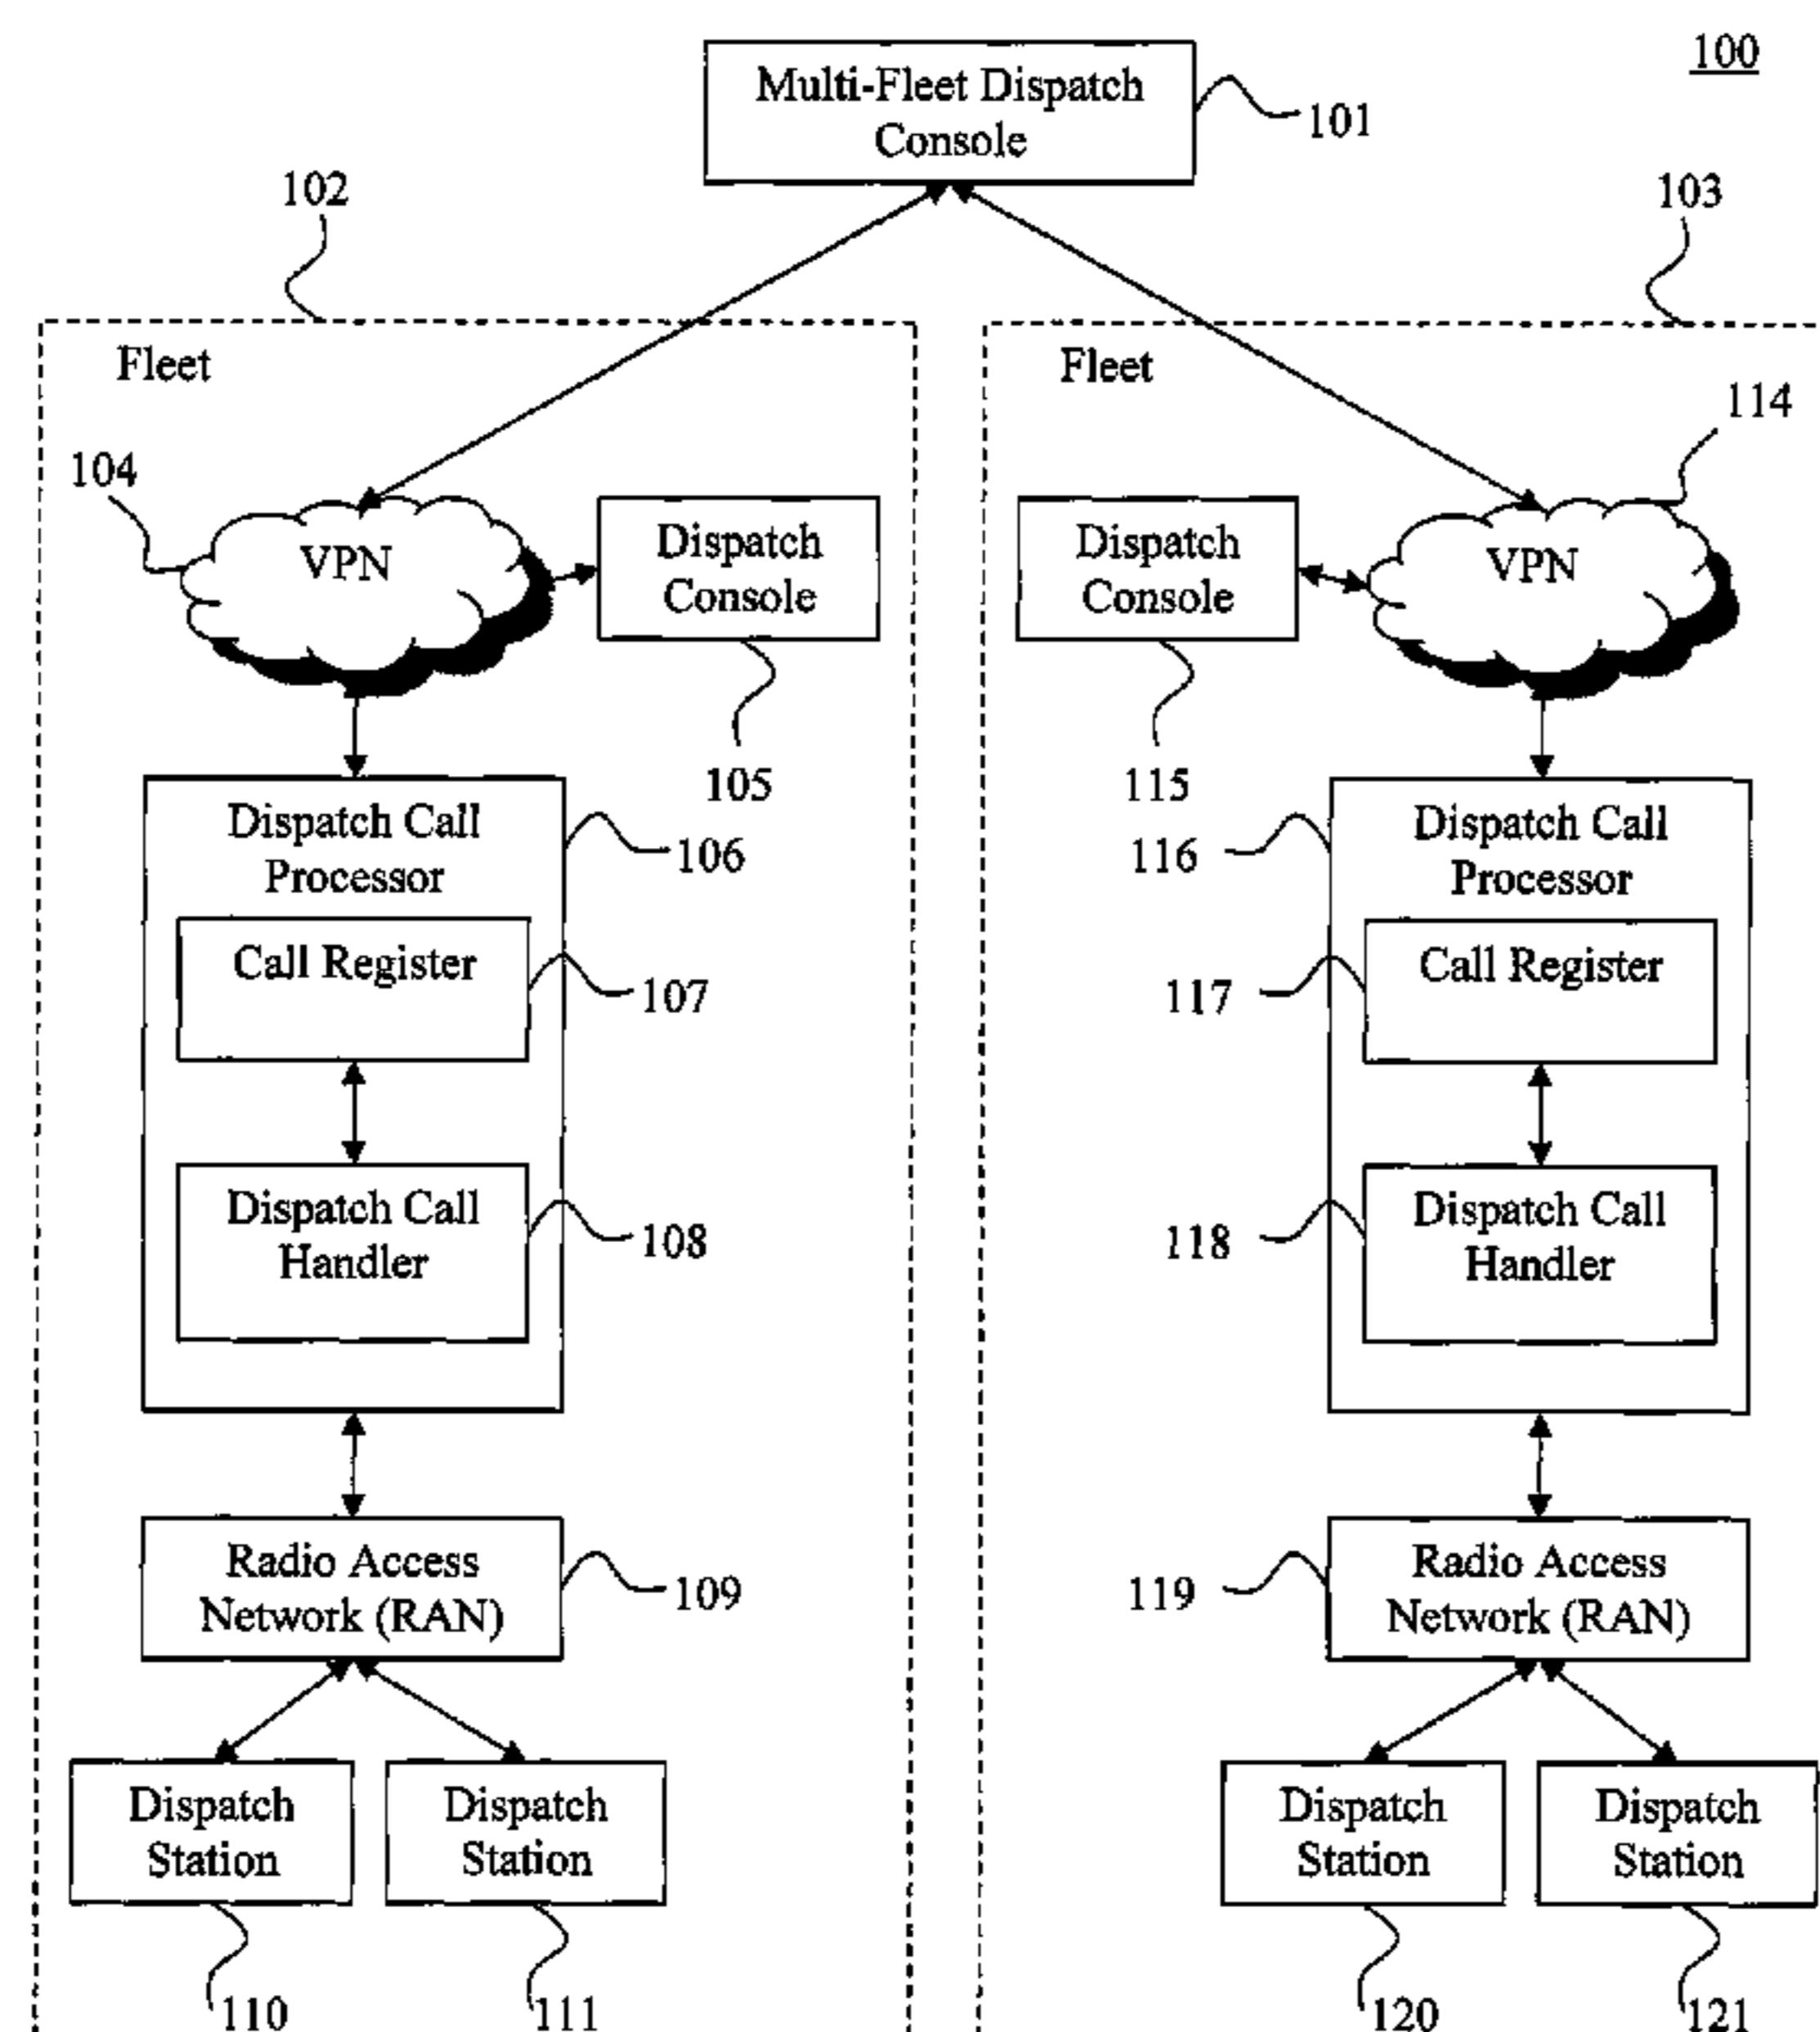 100
Multi-Fleet Dispatch
Console
101
102
103
Fleet
Fleet
114
104
VPN
Dispatch
Console
Dispatch
Console
VPN
105
115
Dispatch Call
Processor
106
116
Dispatch Call
Processor
Call Register
107
117
Call Register
Dispatch Call
Handler
108
118
Dispatch Call
Handler
Radio Access
Network (RAN)
109
119
Radio Access
Network (RAN)
Dispatch
Station
Dispatch
Station
Dispatch
Station
Dispatch
Station
110
111
120
121